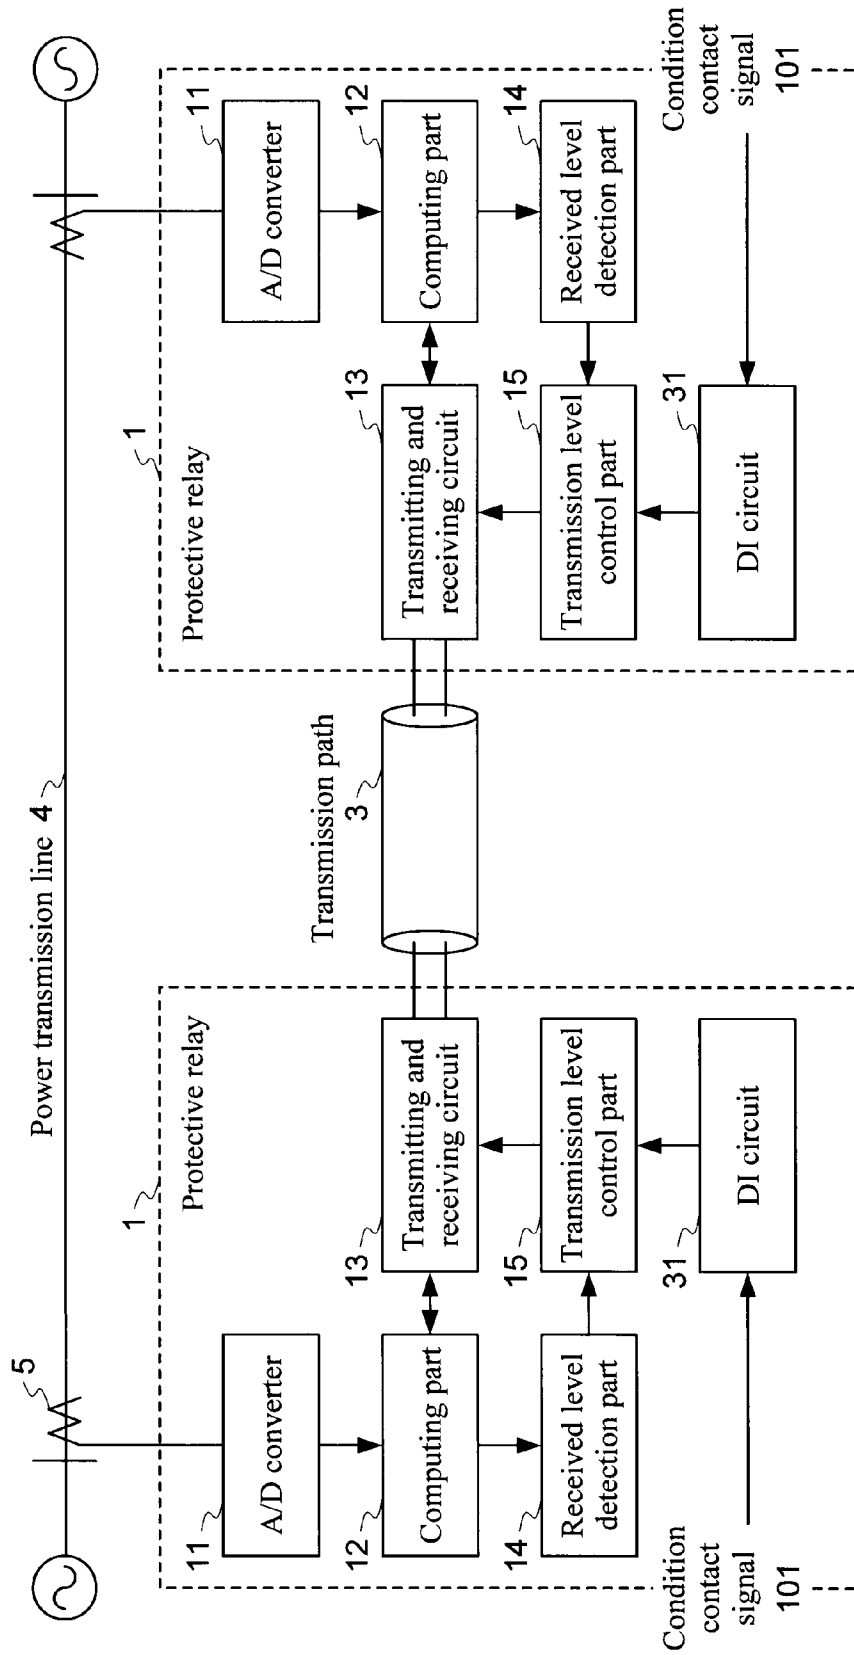 Power transmission line 4
5
1
Protective relay
11
A/D converter
12
Computing part
13
Transmitting and
receiving circuit
14
Received level
detection part
15
Transmission level
control part
31
DI circuit
Condition
contact
signal
101
Transmission path
3
1
Protective relay
11
A/D converter
13
Transmitting and
receiving circuit
12
Computing part
15
Transmission level
control part
14
Received level
detection part
31
DI circuit
Condition
contact
signal
101